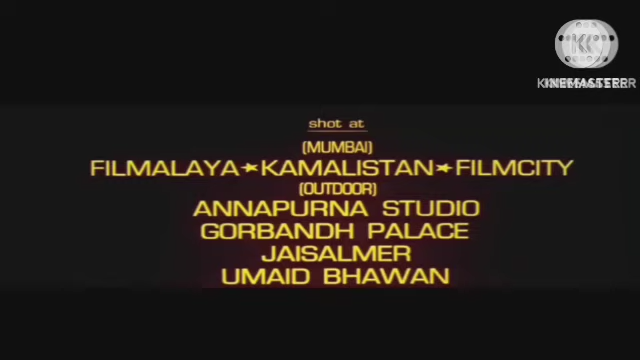 KINEMASTER
shot at
(MUMBAI)
FILMALAYA★KAMALISTAN★FILMCITY
(OUTDOOR)
ANNAPURNA STUDIO
GORBANDH PALACE
JAISALMER
UMAID BHAWAN